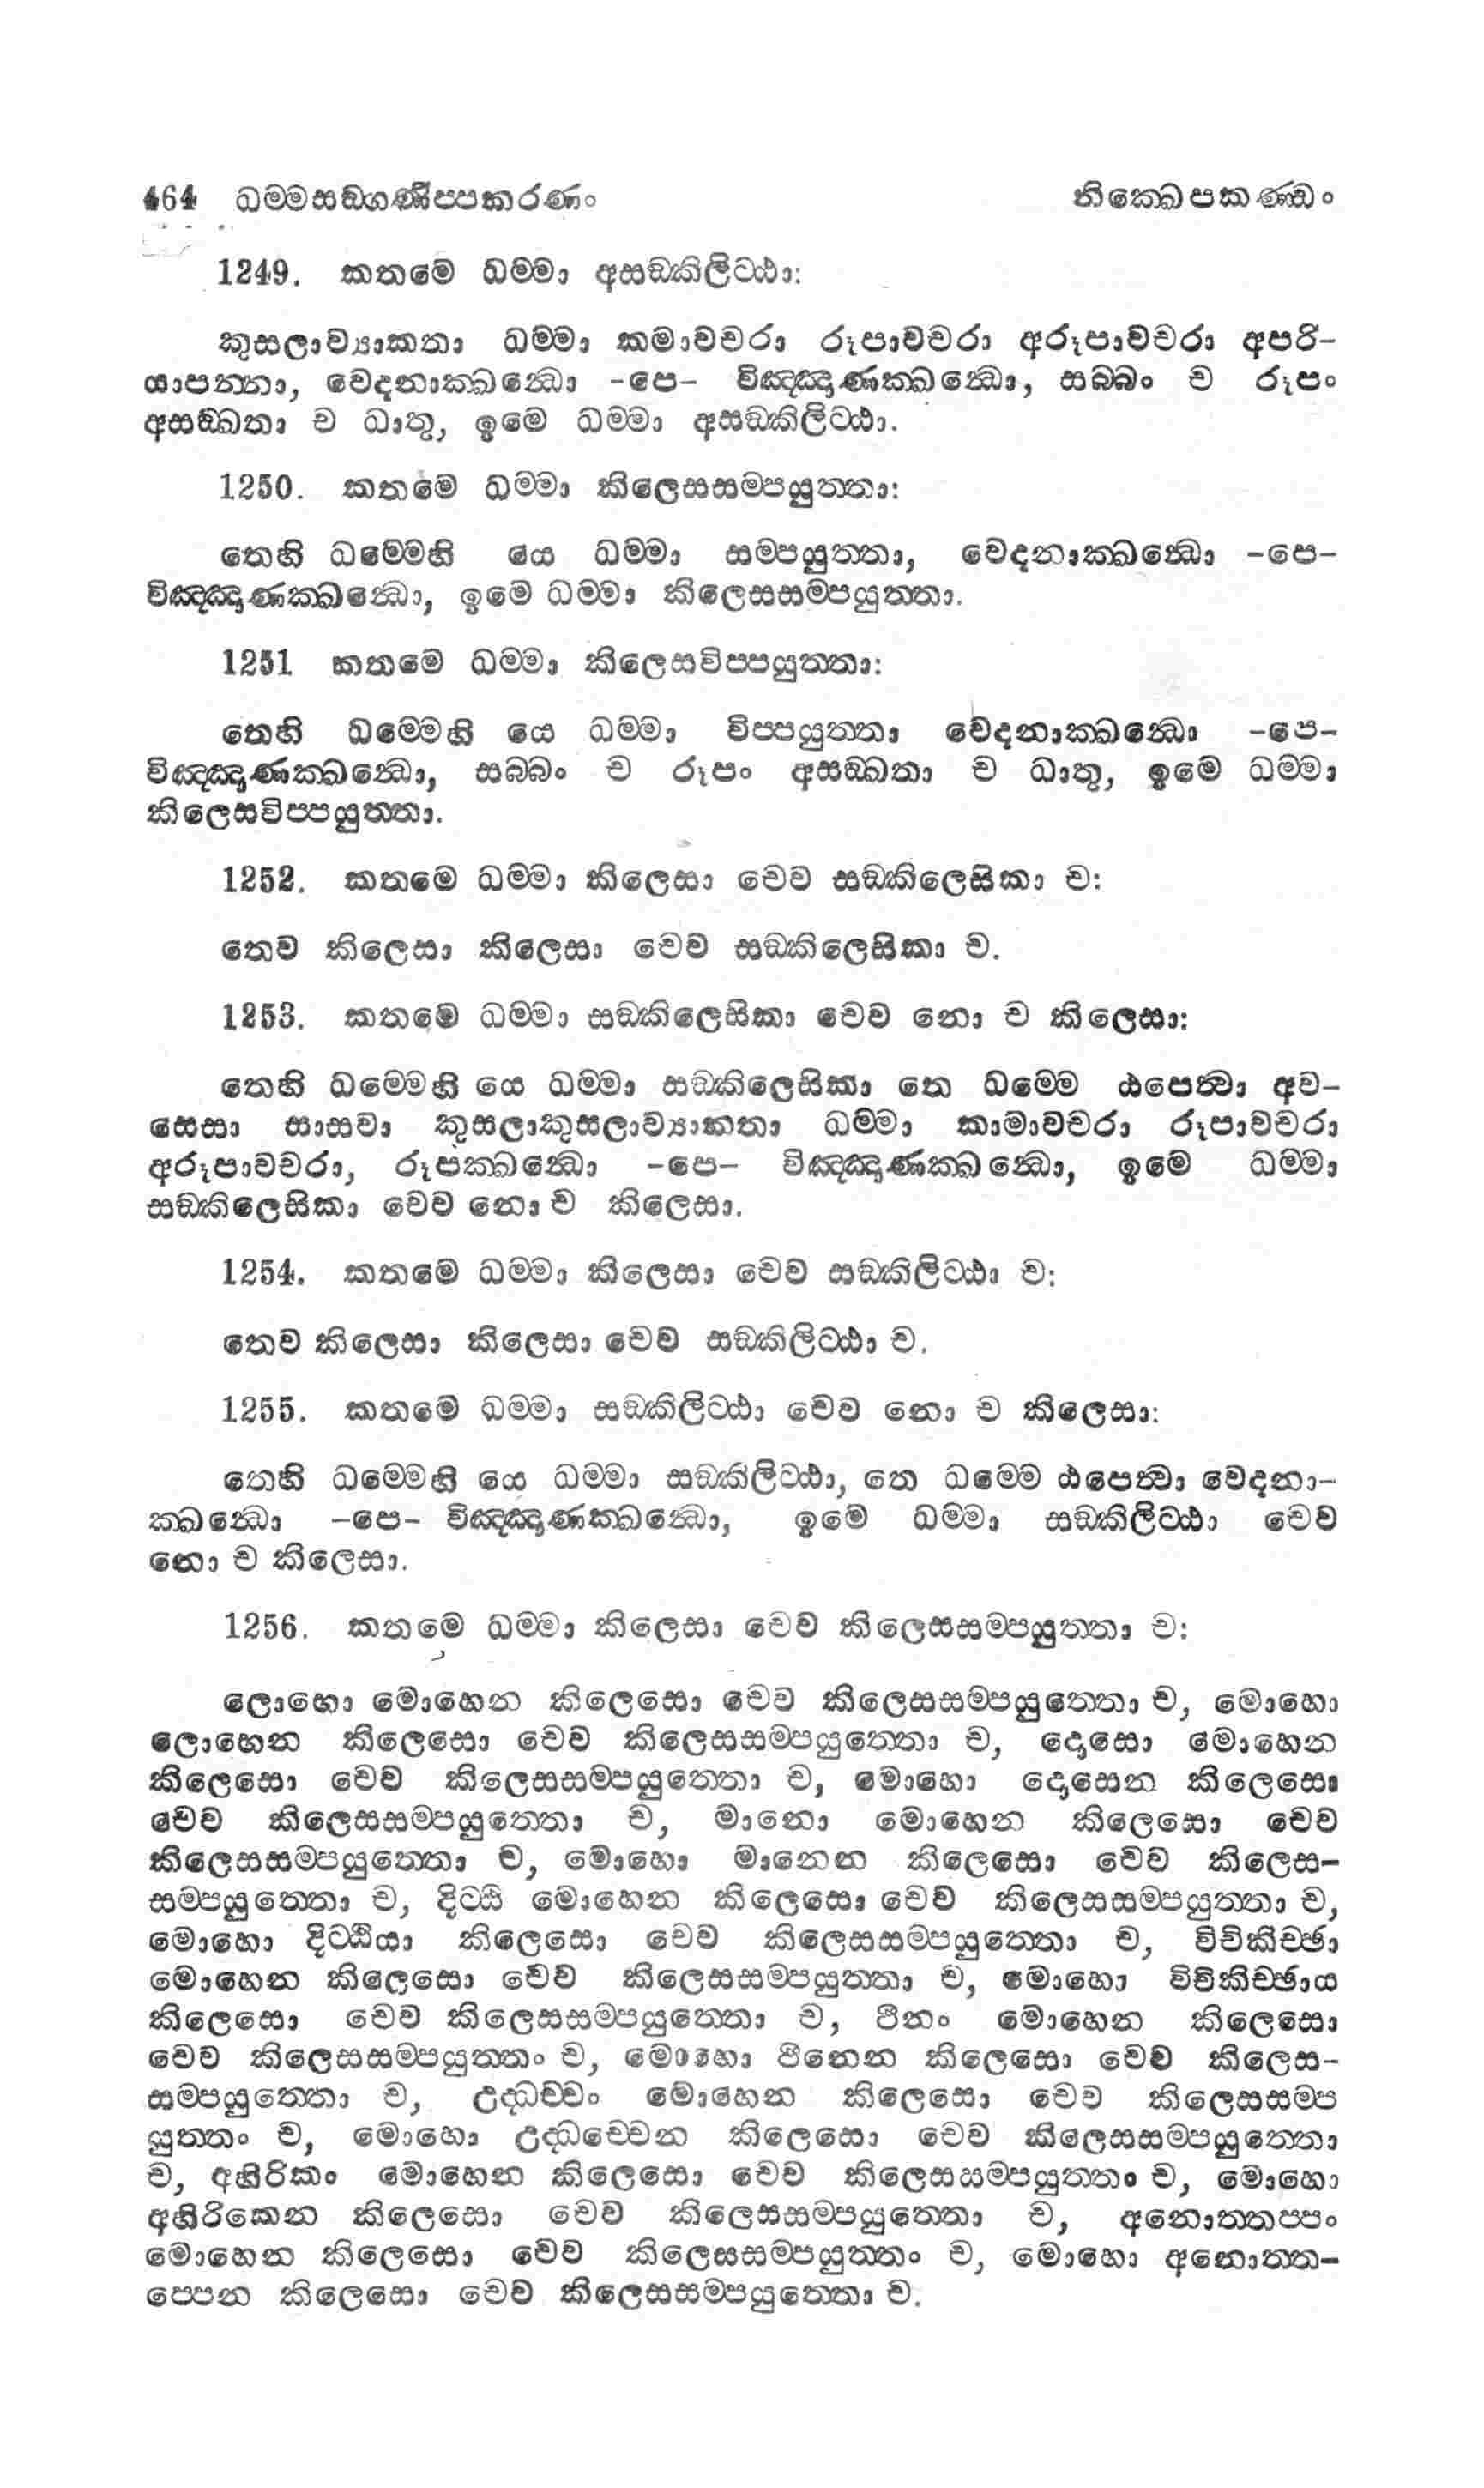 464 ධම්මසඞ්ගණිප්පකරණං නික්ඛෙපකණ්ඩං
1249. කතමෙ ධම්මා අසඞ්කිලිට්ඨා:
කුසලාව්‍යාකතා ධම්මා කමාවචරා රූපාවචරා අරූපාවචරා අපරි-
යාපන්නා, වෙදනාක්ඛන්ධො -පෙ- විඤ්ඤාණක්ඛන්ධො, සබ්බං ච රූපං
අසඞ්ඛතා ච ධාතු, ඉමෙ ධම්මා අසඞ්කිලිට්ඨා.
1250. කතමෙ ධම්මා කිලෙසසම්පයුත්තා:
තෙහි ධම්මෙහි යෙ ධම්මා සම්පයුත්තා, වෙදනාක්ඛන්ධො -පෙ-
විඤ්ඤාණක්ඛන්ධො, ඉමෙ ධම්මා කිලෙසසම්පයුත්තා.
1251 කතමෙ ධම්මා කිලෙසවිප්පයුත්තා:
තෙහි ධම්මෙහි යෙ ධම්මා විප්පයුත්තා වෙදනාක්ඛන්ධො -පෙ-
විඤ්ඤාණක්ඛන්ධො, සබ්බං ච රූපං අසඞ්ඛතා ච ධාතු, ඉමෙ ධම්මා
කිලෙසවිප්පයුත්තා.
1252. කතමෙ ධම්මා කිලෙසා චෙව සඞ්කිලෙසිකා ච:
තෙව කිලෙසා කිලෙසා චෙව සඞ්කිලෙසිකා ච.
1253. කතමෙ ධම්මා සඞ්කිලෙසිකා චෙව නො ච කිලෙසා:
තෙහි ධම්මෙහි යෙ ධම්මා සඞ්කිලෙසිකා තෙ ධම්මෙ ඨපෙත්‍වා අව-
සෙසා සාසවා කුසලාකුසලාව්‍යාකතා ධම්මා කාමාවචරා රූපාවචරා
අරූපාවචරා, රූපක්ඛන්ධො -පෙ- විඤ්ඤාණක්ඛන්ධො, ඉමෙ ධම්මා
සඞ්කිලෙසිකා චෙව නො ච කිලෙසා.
1254. කතමෙ ධම්මා කිලෙසා චෙව සඞ්කිලිට්ඨා ච:
තෙව කිලෙසා කිලෙසා චෙව සඞ්කිලිට්ඨා ච.
1255. කතමෙ ධම්මා සඞ්කිලිට්ඨා චෙව නො ච කිලෙසා:
තෙහි ධම්මෙහි යෙ ධම්මා සඞ්කිලිට්ඨා, තෙ ධම්මෙ ඨපෙත්‍වා වෙදනා-
ක්ඛන්ධො -පෙ- විඤ්ඤාණක්ඛන්ධො, ඉමෙ ධම්මා සඞ්කිලිට්ඨා චෙව
නො ච කිලෙසා.
1256. කතමෙ ධම්මා කිලෙසා චෙව කිලෙසසම්පයුත්තා ච:
ලොභො මොහෙන කිලෙසො චෙව කිලෙසසම්පයුත්තො ච, මොහො
ලොභෙන කිලෙසො චෙව කිලෙසසම්පයුත්තො ච, දොසො මොහෙන
කිලෙසො චෙව කිලෙසසම්පයුත්තො ච, මොහො දොසෙන කිලෙසො
චෙව කිලෙසසම්පයුත්තො ච, මානො මොහෙන කිලෙසො චෙව
කිලෙසසම්පයුත්තො ච, මොහො මානෙන කිලෙසො චෙව කිලෙස-
සම්පයුත්තො ච, දිට්ඨි මොහෙන කිලෙසො චෙව කිලෙසසම්පයුත්තා ච,
මොහො දිට්ඨියා කිලෙසො චෙව කිලෙසසම්පයුත්තො ච, විචිකිච්ඡා
මොහෙන කිලෙසො චෙව කිලෙසසම්පයුත්තා ච, මොහො විචිකිච්ඡාය
කිලෙසො චෙව කිලෙසසම්පයුත්තො ච, ථීනං මොහෙන කිලෙසො
චෙව කිලෙසසම්පයුත්තං ච, මොහො ථීනෙන කිලෙසො චෙව කිලෙස-
සම්පයුත්තො ච, උද්ධච්චං මොහෙන කිලෙසො චෙව කිලෙසසම්ප
යුත්තං ච, මොහො උද්ධච්චෙන කිලෙසො චෙව කිලෙසසම්පයුත්තො
ච, අහිරිකං මොහෙන කිලෙසො චෙව කිලෙසසම්පයුත්තං ච, මොහො
අහිරිකෙන කිලෙසො චෙව කිලෙසසම්පයුත්තො ච, අනොත්තප්පං
මොහෙන කිලෙසො චෙව කිලෙසසම්පයුත්තං ච, මොහො අනොත්ත-
ප්පෙන කිලෙසො චෙව කිලෙසසම්පයුත්තො ච.